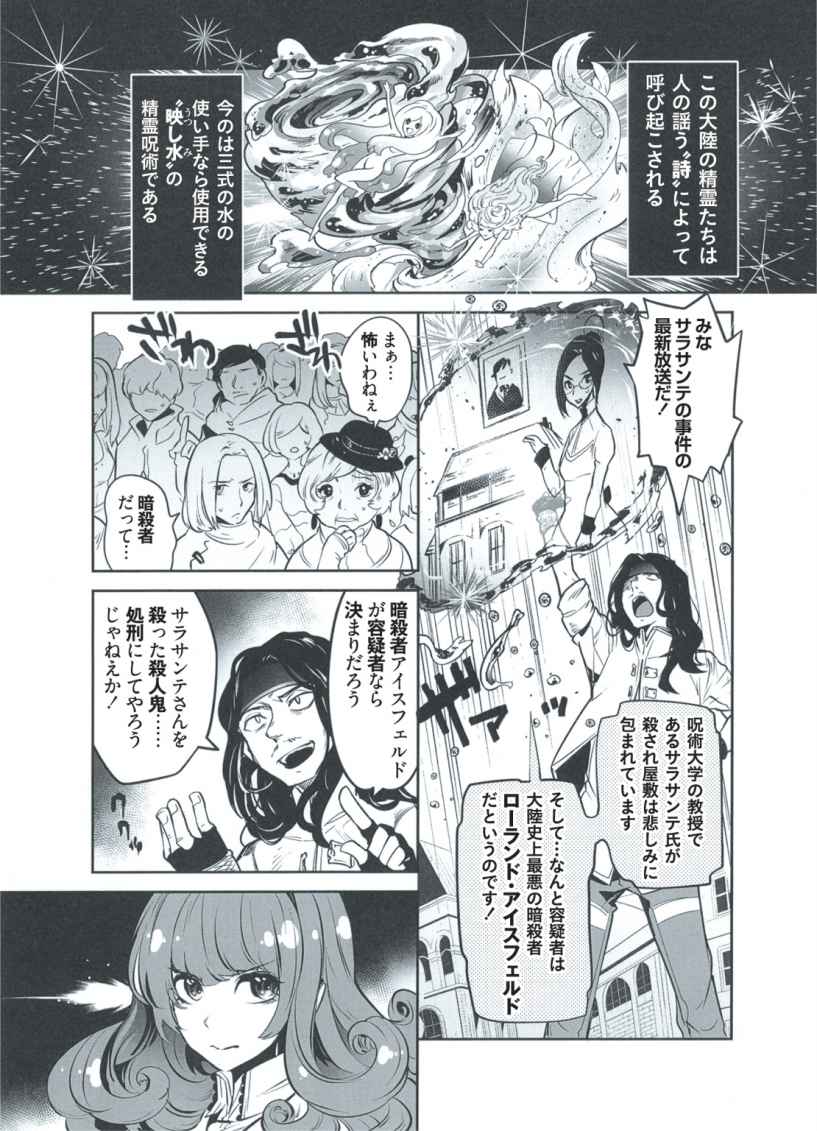 この大陸の精霊たちは
人の謡う〝詩〟によって
呼び起こされる
今のは三式の水の
使い手なら使用できる
〝映し水〟の
うつ み
精霊呪術である
みな
サラサンテの事件の
最新放送だ!
ザァッ
呪術大学の教授で
あるサラサンテ氏が
殺され屋敷は悲しみに
包まれています
そして…なんと容疑者は
大陸史上最悪の暗殺者
ローランド・アイスフェルド
だというのです!
まぁ…
怖いわねぇ
ざわ
ざわ
暗殺者
だって…
暗殺者アイスフェルド
が容疑者なら
決まりだろう
サラサンテさんを
殺った殺人鬼……
処刑�にしてやろう
じゃねえか!
クックッ